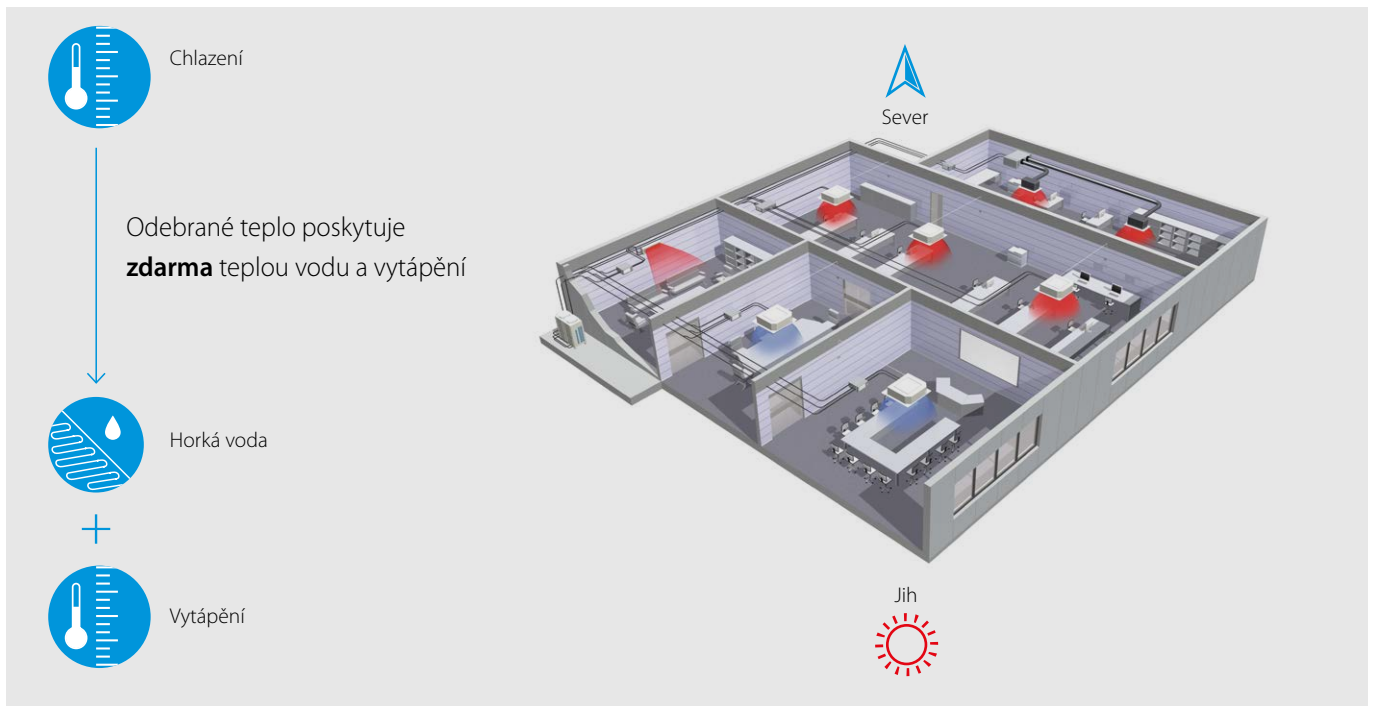 Chlazení
Odebrané teplo poskytuje
zdarma teplou vodu a vytápění
Horká voda
Vytápění
Sever
Jih